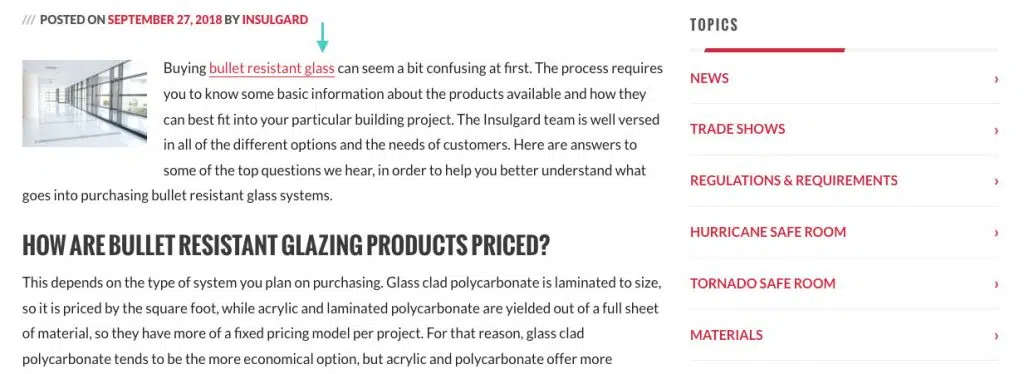 /// POSTED ON SEPTEMBER 27, 2018 BY INSULGARD
Buying bullet resistant glass can seem a bit confusing at first. The process requires
you to know some basic information about the products available and how they
can best fit into your particular building project. The Insulgard team is well versed
in all of the different options and the needs of customers. Here are answers to
some of the top questions we hear, in order to help you better understand what
goes into purchasing bullet resistant glass systems.
HOW ARE BULLET RESISTANT GLAZING PRODUCTS PRICED?
This depends on the type of system you plan on purchasing. Glass clad polycarbonate is laminated to size,
so it is priced by the square foot, while acrylic and laminated polycarbonate are yielded out of a full sheet
of material, so they have more of a fixed pricing model per project. For that reason, glass clad
polycarbonate tends to be the more economical option, but acrylic and polycarbonate offer more
TOPICS
NEWS ›
TRADE SHOWS ›
REGULATIONS & REQUIREMENTS ›
HURRICANE SAFE ROOM ›
TORNADO SAFE ROOM ›
MATERIALS ›